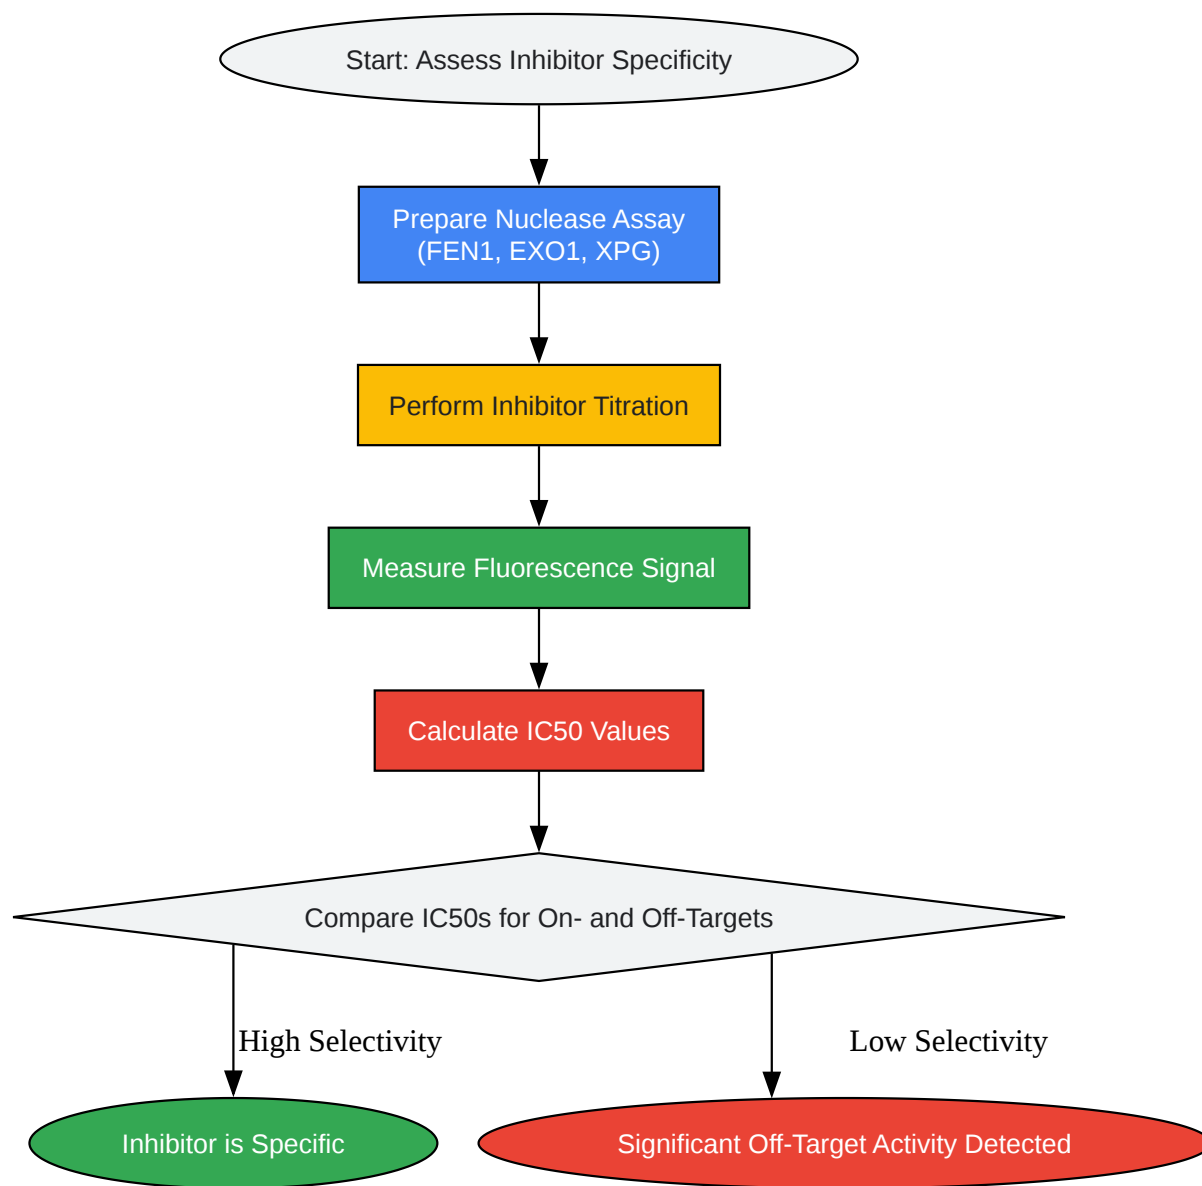 Start: Assess Inhibitor Specificity
Prepare Nuclease Assay
(FEN1, EXO1, XPG)
Perform Inhibitor Titration
Measure Fluorescence Signal
Calculate IC50 Values
Compare IC50s for On- and Off-Targets
High Selectivity
Low Selectivity
Inhibitor is Specific
Significant Off-Target Activity Detected